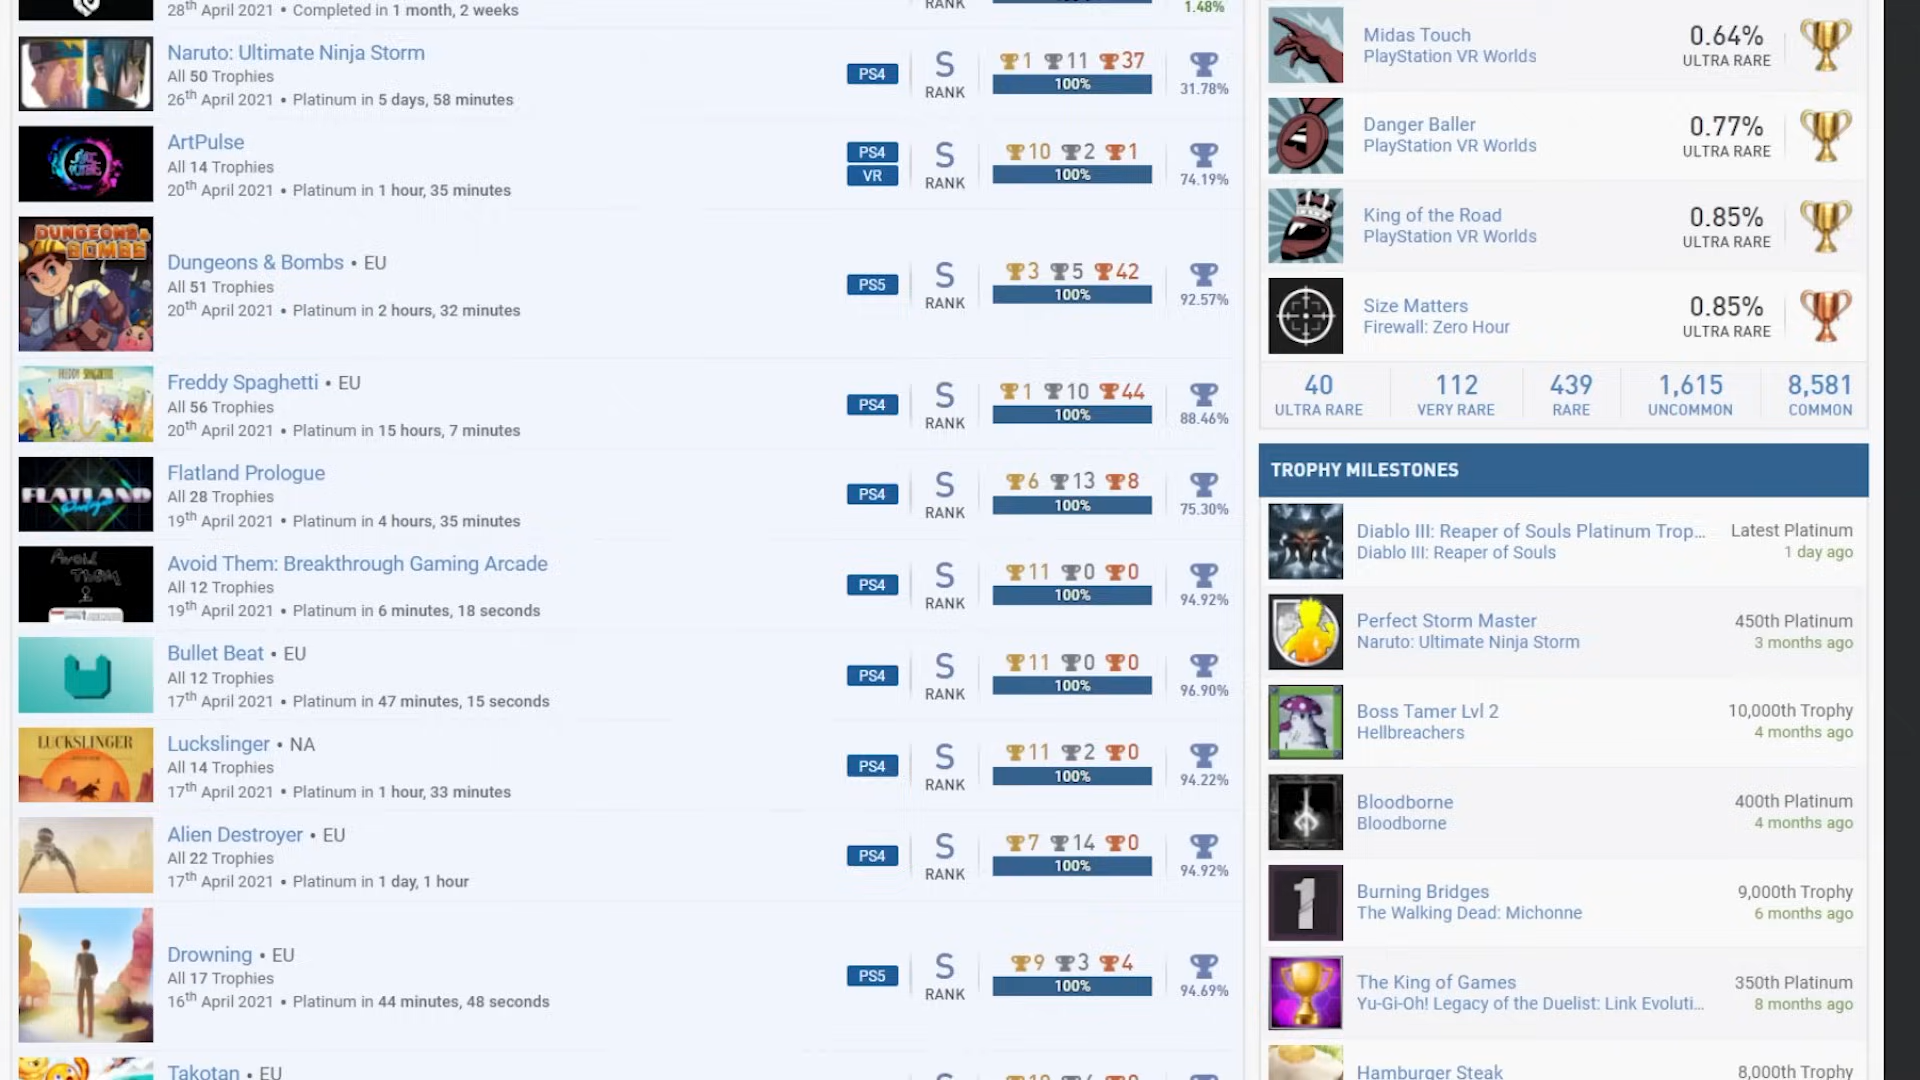 28th April 2021 • Completed in 1 month, 2 weeks
RANK
1.48%
Naruto: Ultimate Ninja Storm
All 50 Trophies
26th April 2021 • Platinum in 5 days, 58 minutes
PS4
S
RANK
1 11 37
100%
31.78%
ArtPulse
All 14 Trophies
20th April 2021 • Platinum in 1 hour, 35 minutes
PS4
VR
S
RANK
10 2 1
100%
74.19%
DUNGEONS &
BOMBS
Dungeons & Bombs • EU
All 51 Trophies
20th April 2021 • Platinum in 2 hours, 32 minutes
PS5
S
RANK
3 5 42
100%
92.57%
FREDDY SPAGHETTI
Freddy Spaghetti • EU
All 56 Trophies
20th April 2021 • Platinum in 15 hours, 7 minutes
PS4
S
RANK
1 10 44
100%
88.46%
FLATLAND
Prologue
Flatland Prologue
All 28 Trophies
19th April 2021 • Platinum in 4 hours, 35 minutes
PS4
S
RANK
6 13 8
100%
75.30%
Avoid
Them
Avoid Them: Breakthrough Gaming Arcade
All 12 Trophies
19th April 2021 • Platinum in 6 minutes, 18 seconds
PS4
S
RANK
11 0 0
100%
94.92%
Bullet Beat • EU
All 12 Trophies
17th April 2021 • Platinum in 47 minutes, 15 seconds
PS4
S
RANK
11 0 0
100%
96.90%
LUCKSLINGER
Luckslinger • NA
All 14 Trophies
17th April 2021 • Platinum in 1 hour, 33 minutes
PS4
S
RANK
11 2 0
100%
94.22%
Alien Destroyer • EU
All 22 Trophies
17th April 2021 • Platinum in 1 day, 1 hour
PS4
S
RANK
7 14 0
100%
94.92%
Drowning • EU
All 17 Trophies
16th April 2021 • Platinum in 44 minutes, 48 seconds
PS5
S
RANK
9 3 4
100%
94.69%
Takotan • EU
Midas Touch
PlayStation VR Worlds
0.64%
ULTRA RARE
Danger Baller
PlayStation VR Worlds
0.77%
ULTRA RARE
King of the Road
PlayStation VR Worlds
0.85%
ULTRA RARE
Size Matters
Firewall: Zero Hour
0.85%
ULTRA RARE
40 112 439 1,615 8,581
ULTRA RARE VERY RARE RARE UNCOMMON COMMON
TROPHY MILESTONES
Diablo III: Reaper of Souls Platinum Trop...
Diablo III: Reaper of Souls
Latest Platinum
1 day ago
Perfect Storm Master
Naruto: Ultimate Ninja Storm
450th Platinum
3 months ago
Boss Tamer Lvl 2
Hellbreachers
10,000th Trophy
4 months ago
Bloodborne
Bloodborne
400th Platinum
4 months ago
1
Burning Bridges
The Walking Dead: Michonne
9,000th Trophy
6 months ago
The King of Games
Yu-Gi-Oh! Legacy of the Duelist: Link Evoluti...
350th Platinum
8 months ago
Hamburger Steak
8,000th Trophy